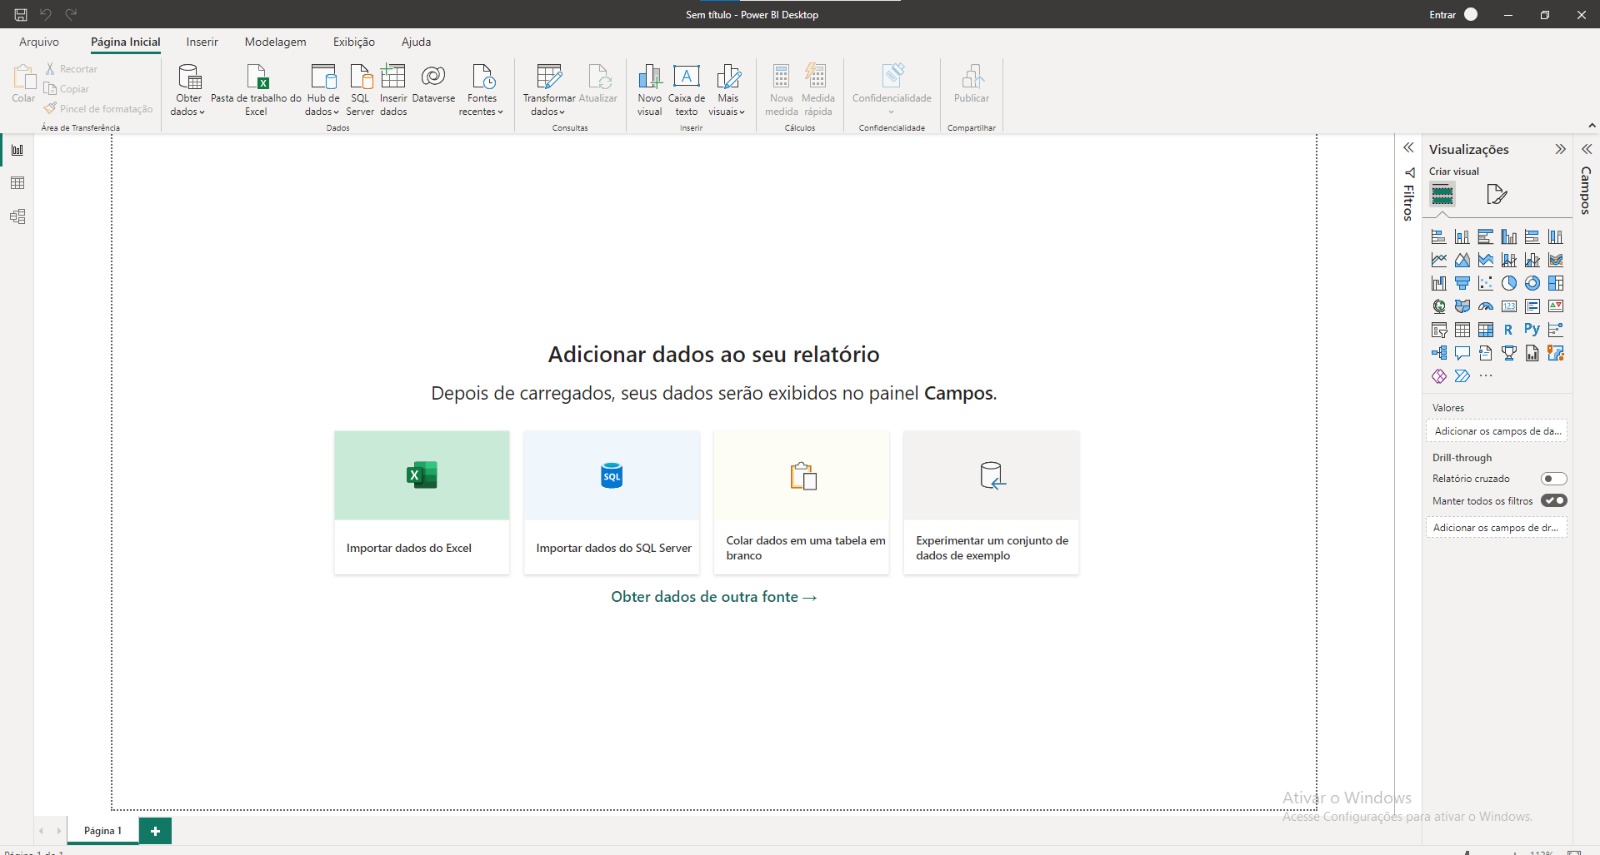 Sem título - Power BI Desktop
Entrar
Arquivo
Página Inicial
Inserir
Modelagem
Exibição
Ajuda
Colar
Recortar
Copiar
Pincel de formatação
Área de Transferência
Obter
dados
Pasta de trabalho do
Excel
Hub de
dados
SQL
Server
Inserir
dados
Dataverse
Fontes
recentes
Dados
Transformar
dados
Atualizar
Consultas
Novo
visual
Caixa de
texto
Mais
visuais
Inserir
Nova
medida
Medida
rápida
Cálculos
Confidencialidade
Confidencialidade
Publicar
Compartilhar
Filtros
Visualizações
Criar visual
Campos
R
Py
123
Valores
Adicionar os campos de da...
Drill-through
Relatório cruzado
Manter todos os filtros
Adicionar os campos de dr...
Adicionar dados ao seu relatório
Depois de carregados, seus dados serão exibidos no painel Campos.
SQL
Importar dados do Excel
Importar dados do SQL Server
Colar dados em uma tabela em
branco
Experimentar um conjunto de
dados de exemplo
Obter dados de outra fonte →
Ativar o Windows
Acesse Configurações para ativar o Windows.
Página 1
Página 1 de 1
113%